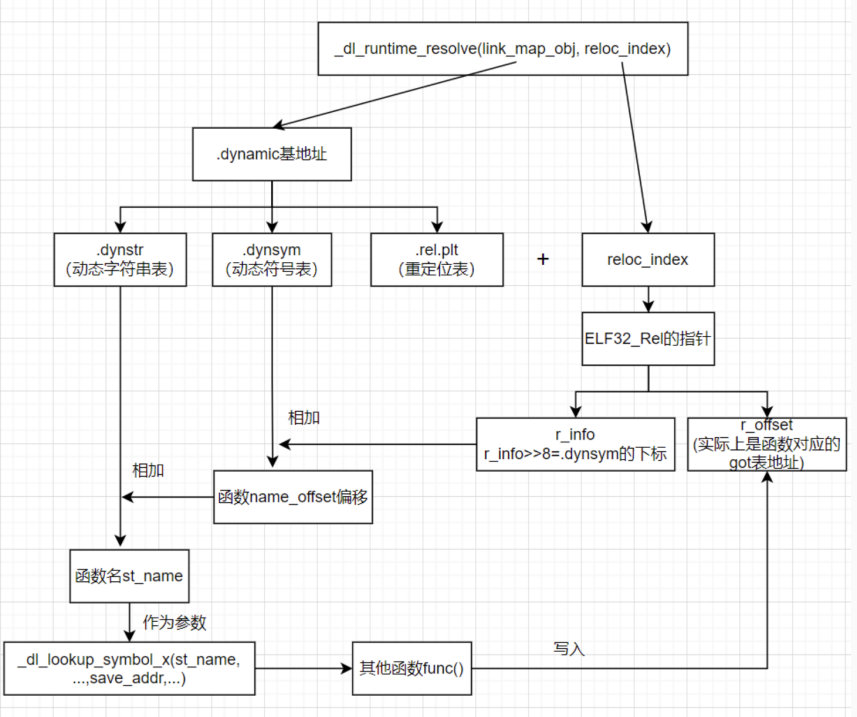 _dl_runtime_resolve(link_map_obj, reloc_index)
.dynamic基地址
.dynstr
（动态字符串表）
.dynsym
（动态符号表）
.rel.plt
（重定位表）
+
reloc_index
ELF32_Rel的指针
相加
r_info
r_info>>8=.dynsym的下标
r_offset
(实际上是函数对应的
got表地址)
相加
函数name_offset偏移
函数名st_name
作为参数
_dl_lookup_symbol_x(st_name,
...,save_addr,...)
其他函数func()
写入